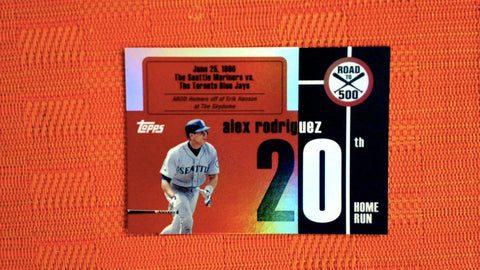 June 25, 1996
The Seattle Mariners vs.
The Toronto Blue Jays
AROD Homers off of Erik Hanson
at The Skydome
ROAD TO
500
Topps
alex rodriguez
SEATTLE
20
th
HOME
RUN